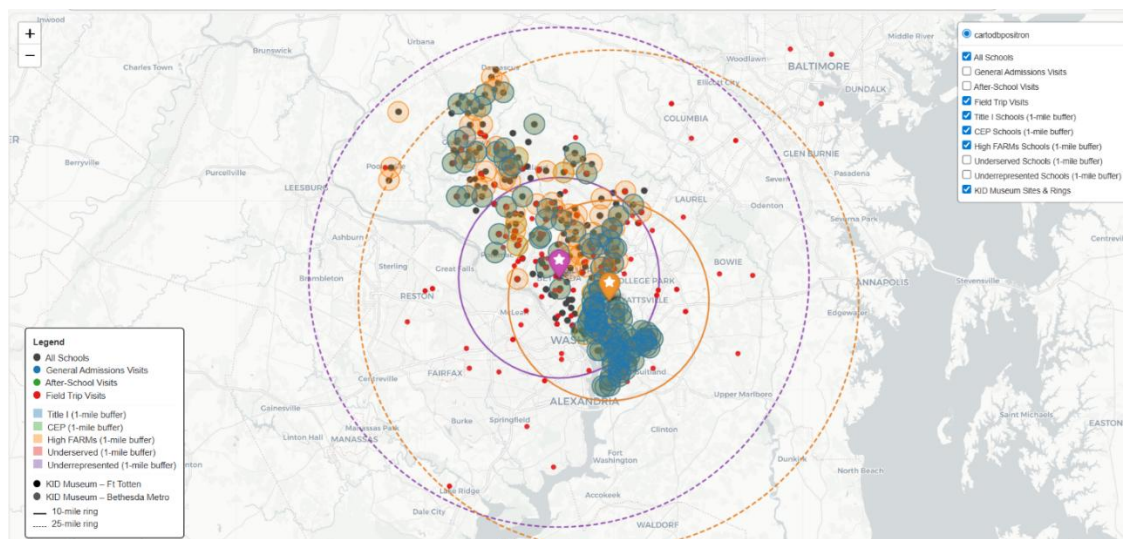 Inwood
Urbana
Damascus
Middle River
Woodlawn
+
−
Charles Town
Brunswick
BALTIMORE
Ellicott City
DUNDALK
COLUMBIA
GLEN BURNIE
Berryville
Purcellville
LEESBURG
Pasadena
Severn
LAUREL
Odenton
Severna Park
Ashburn
Centreville
Brambleton
Sterling
Great Falls
BOWIE
COLLEGE PARK
ANNAPOLIS
Stevensville
RESTON
HYATTSVILLE
Edgewater
FAIRFAX
Centreville
Suitland
Upper Marlboro
ALEXANDRIA
Gainesville
Burke
Springfield
Saint Michaels
EASTON
Linton Hall
Manassas Park
MANASSAS
Clinton
Fort
Washington
Dunkirk
North Beach
Lake Ridge
Dale City
Accokeek
WALDORF
cartodbpositron
All Schools
General Admissions Visits
After-School Visits
Field Trip Visits
Title I Schools (1-mile buffer)
CEP Schools (1-mile buffer)
High FARMs Schools (1-mile buffer)
Underserved Schools (1-mile buffer)
Underrepresented Schools (1-mile buffer)
KID Museum Sites & Rings
Legend
All Schools
General Admissions Visits
After-School Visits
Field Trip Visits
Title I (1-mile buffer)
CEP (1-mile buffer)
High FARMs (1-mile buffer)
Underserved (1-mile buffer)
Underrepresented (1-mile buffer)
KID Museum – Ft Totten
KID Museum – Bethesda Metro
10-mile ring
25-mile ring